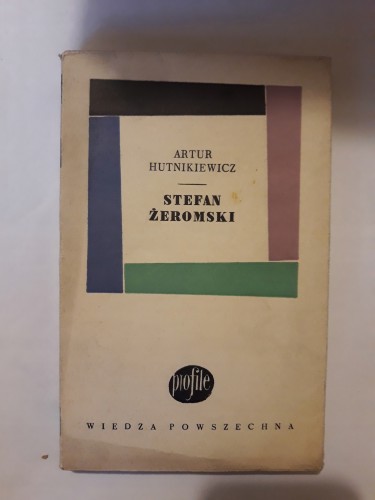 ARTUR
HUTNIKIEWICZ
STEFAN
ŻEROMSKI
profile
WIEDZA POWSZECHNA